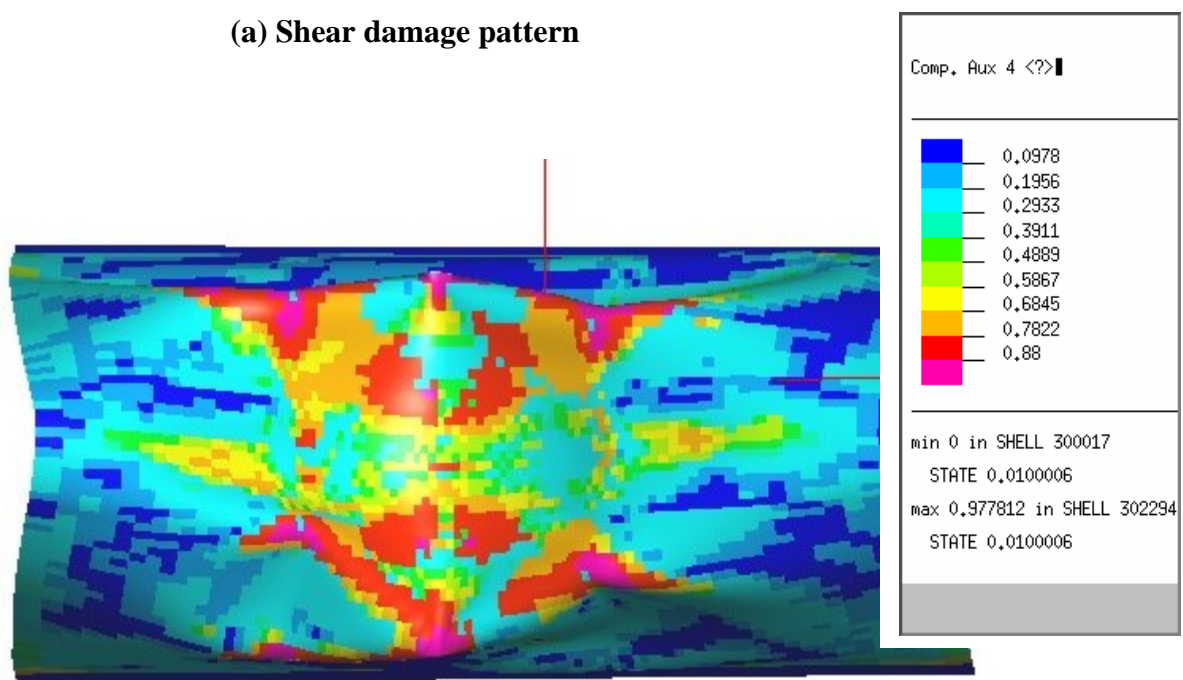 (a) Shear damage pattern
Comp. Aux 4 <?>
0.0978
0.1956
0.2933
0.3911
0.4889
0.5867
0.6845
0.7822
0.88
min 0 in SHELL 300017
STATE 0.0100006
max 0.977812 in SHELL 302294
STATE 0.0100006